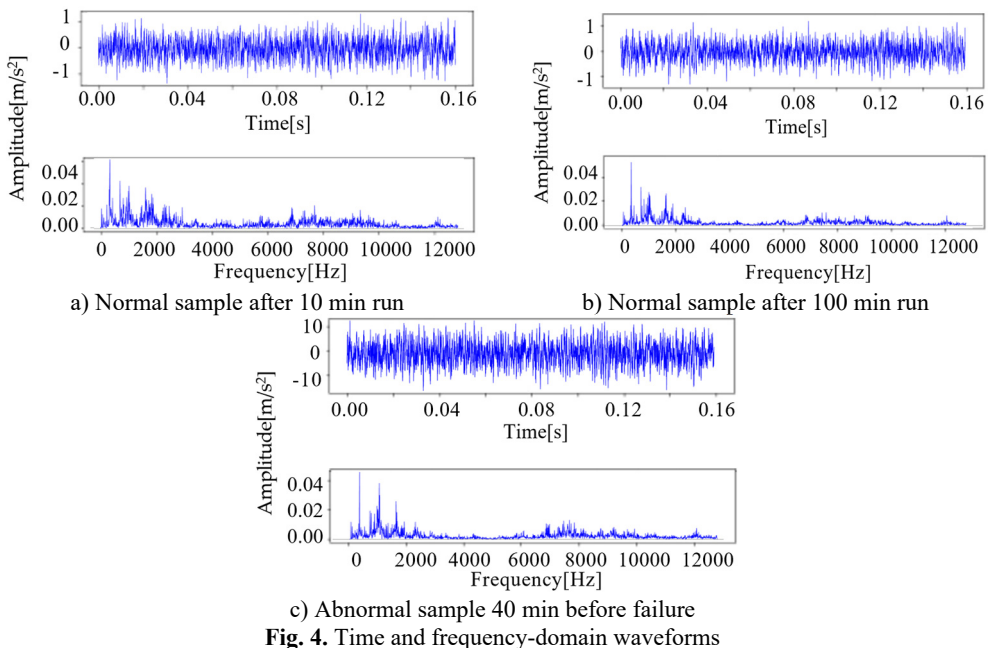 Amplitude[m/s²]
1
0
-1
0.00 0.04 0.08 0.12 0.16
Time[s]
0.04
0.02
0.00
0 2000 4000 6000 8000 10000 12000
Frequency[Hz]
a) Normal sample after 10 min run
Amplitude[m/s²]
1
0
-1
0.00 0.04 0.08 0.12 0.16
Time[s]
0.04
0.02
0.00
0 2000 4000 6000 8000 10000 12000
Frequency[Hz]
b) Normal sample after 100 min run
Amplitude[m/s²]
10
0
-10
0.00 0.04 0.08 0.12 0.16
Time[s]
0.04
0.02
0.00
0 2000 4000 6000 8000 10000 12000
Frequency[Hz]
c) Abnormal sample 40 min before failure
Fig. 4. Time and frequency-domain waveforms